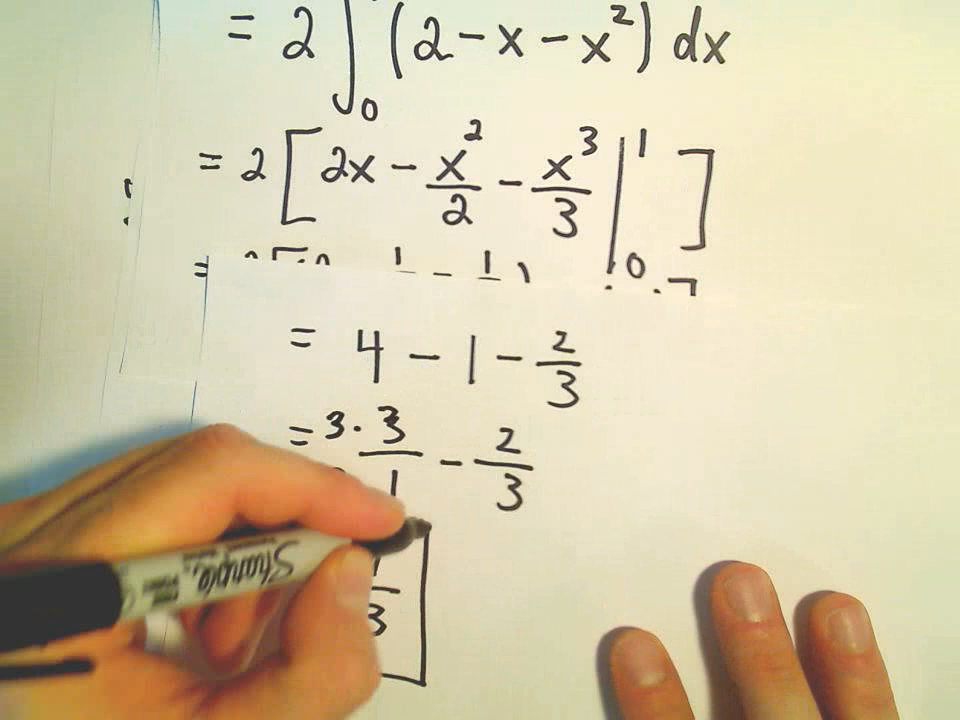 = 2 ∫₀ (2 - x - x²) dx
= 2 [ 2x - x²/2 - x³/3 |₀¹ ]
= 4 - 1 - 2/3
= 3·3/1 - 2/3
3
Sharpie